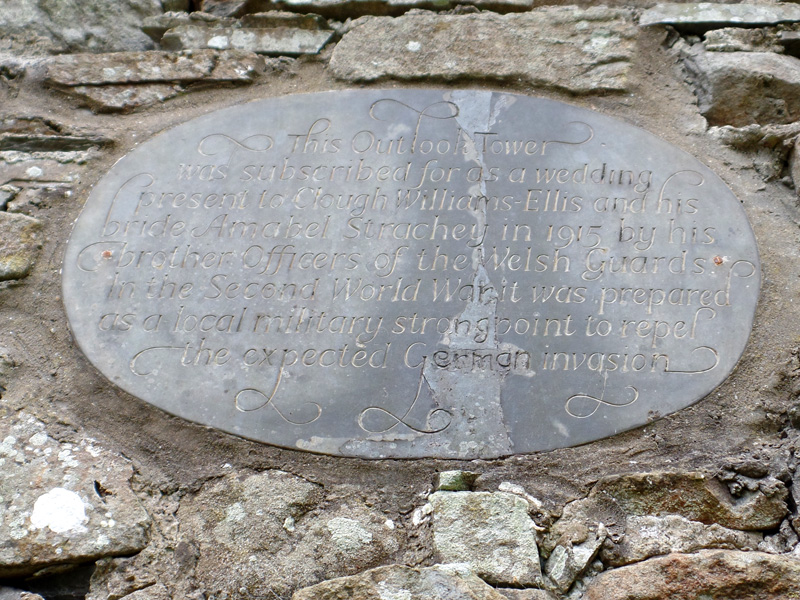 This Outlook Tower
was subscribed for as a wedding
present to Clough Williams-Ellis and his
bride Amabel Strachey in 1915 by his
brother Officers of the Welsh Guards.
In the Second World War it was prepared
as a local military strongpoint to repel
the expected German invasion